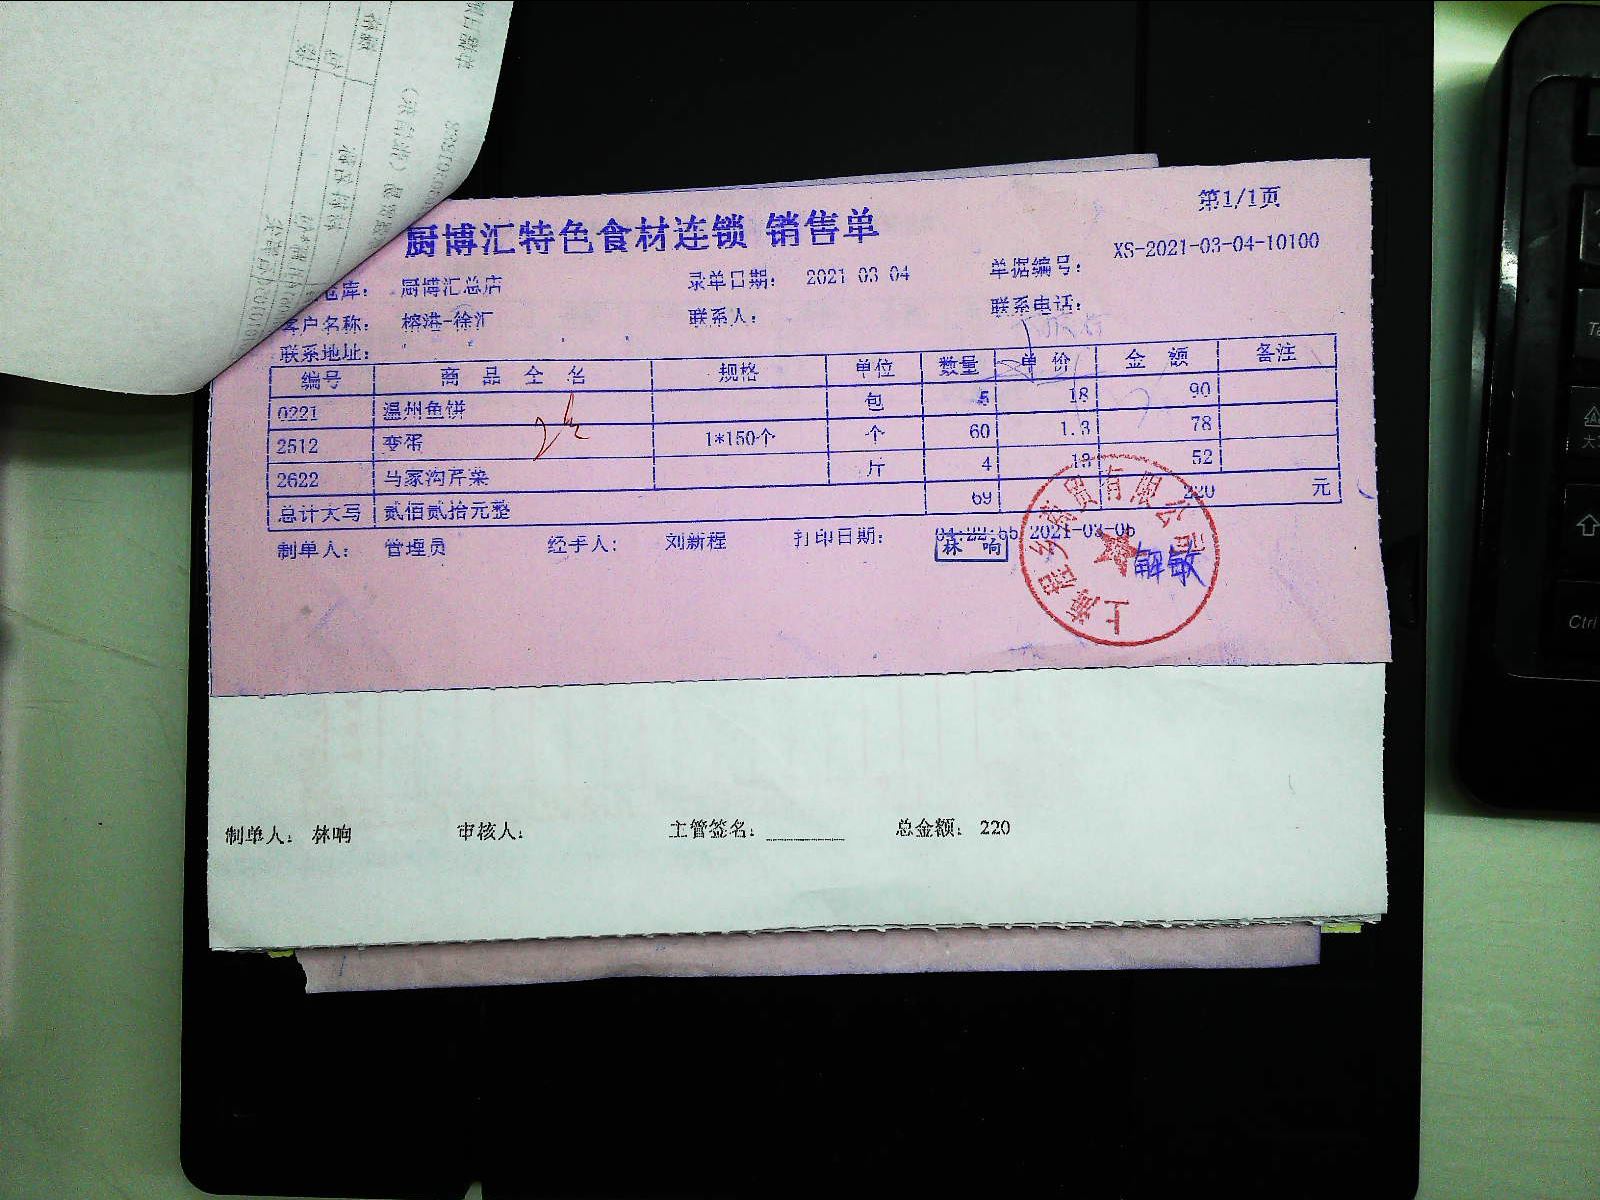 第1/1页
厨博汇特色食材连锁 销售单
仓库： 厨博汇总店 录单日期： 2021 03 04 单据编号： XS-2021-03-04-10100
客户名称： 榕港-徐汇 联系人： 联系电话：
联系地址：
编号 商品全名 规格 单位 数量 单价 金额 备注
0221 温州鱼饼 包 5 18 90
2512 变蛋 1*150个 个 60 1.3 78
2622 马家沟芹菜 斤 4 13 52
总计大写 贰佰贰拾元整 69 220 元
制单人： 管理员 经手人： 刘新程 打印日期： 2021-03-05
林响
解敏
制单人： 林响 审核人： 主管签名： 总金额： 220